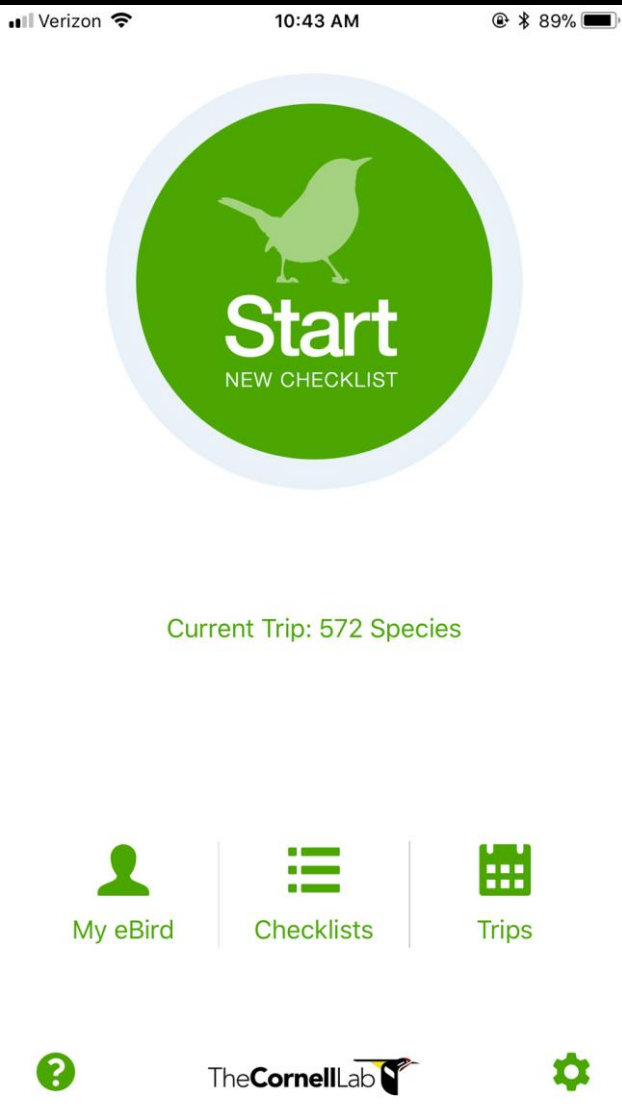 Verizon 10:43 AM 89%
Start
NEW CHECKLIST
Current Trip: 572 Species
My eBird Checklists Trips
? TheCornellLab